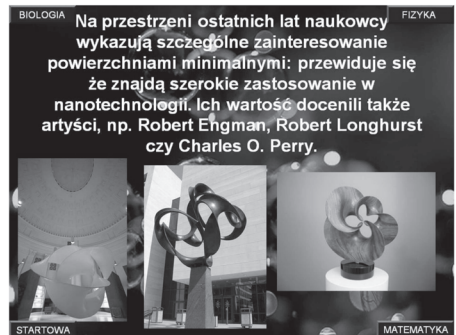 BIOLOGIA
FIZYKA
Na przestrzeni ostatnich lat naukowcy
wykazują szczególne zainteresowanie
powierzchniami minimalnymi: przewiduje się
że znajdą szerokie zastosowanie w
nanotechnologii. Ich wartość docenili także
artyści, np. Robert Engman, Robert Longhurst
czy Charles O. Perry.
STARTOWA
MATEMATYKA